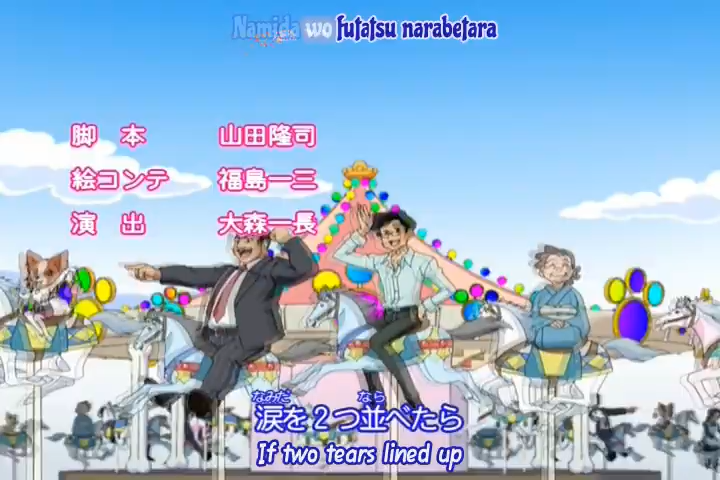 Namida wo futatsu narabetara
脚本 山田隆司
絵コンテ 福島一三
演出 大森一長
なみだ なら
涙を2つ並べたら
If two tears lined up